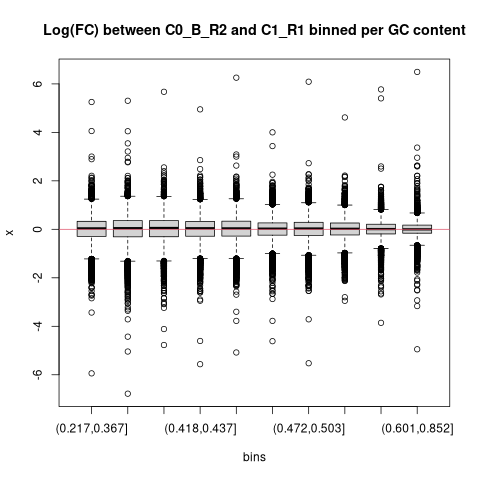 Log(FC) between C0_B_R2 and C1_R1 binned per GC content
6
4
2
0
-2
-4
-6
x
(0.217,0.367] (0.418,0.437] (0.472,0.503] (0.601,0.852]
bins